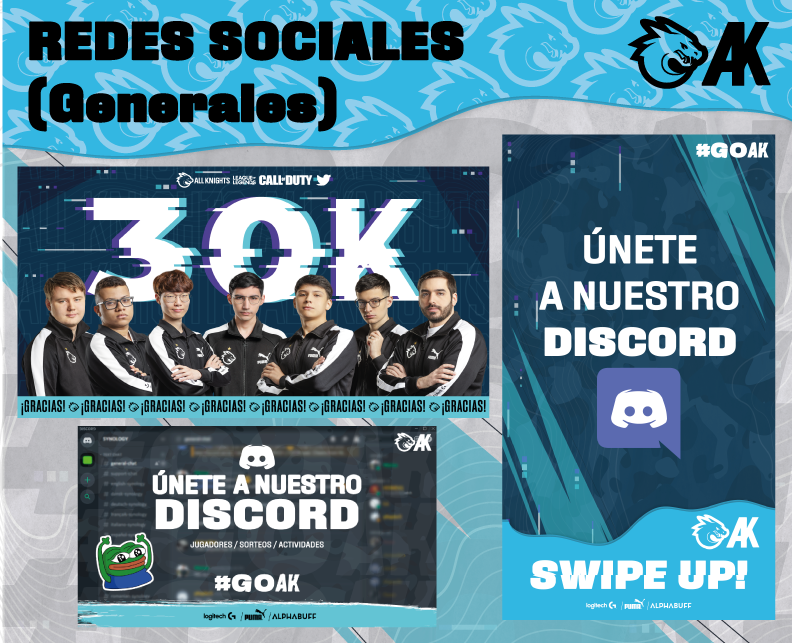 REDES SOCIALES
(Generales)
AK
ALL KNIGHTS LEAGUE OF LEGENDS CALL OF DUTY
30K
¡GRACIAS! ¡GRACIAS! ¡GRACIAS! ¡GRACIAS! ¡GRACIAS! ¡GRACIAS! ¡GRACIAS! ¡GRACIAS!
AK
ÚNETE A NUESTRO
DISCORD
JUGADORES / SORTEOS / ACTIVIDADES
#GOAK
logitech G / PUMA / ALPHABUFF
#GOAK
ÚNETE
A NUESTRO
DISCORD
AK
SWIPE UP!
logitech G / PUMA / ALPHABUFF